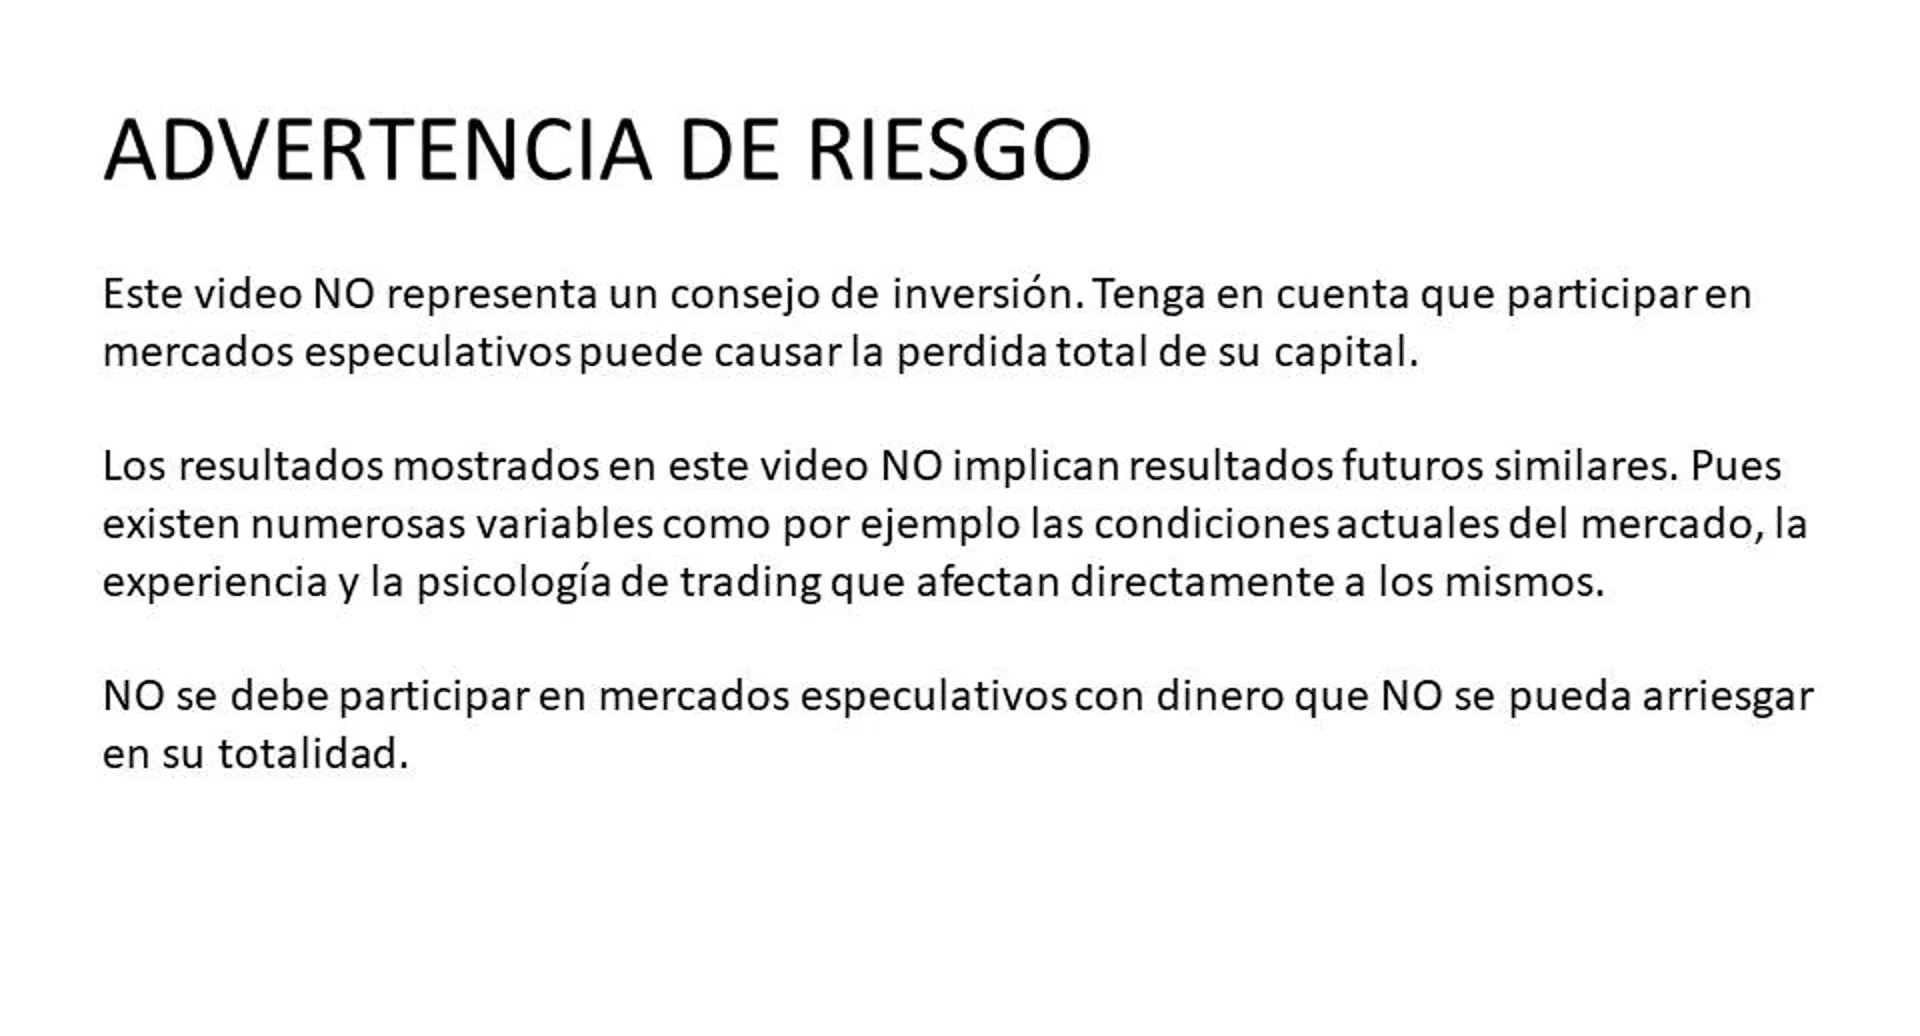 ADVERTENCIA DE RIESGO
Este video NO representa un consejo de inversión. Tenga en cuenta que participar en
mercados especulativos puede causar la perdida total de su capital.
Los resultados mostrados en este video NO implican resultados futuros similares. Pues
existen numerosas variables como por ejemplo las condiciones actuales del mercado, la
experiencia y la psicología de trading que afectan directamente a los mismos.
NO se debe participar en mercados especulativos con dinero que NO se pueda arriesgar
en su totalidad.